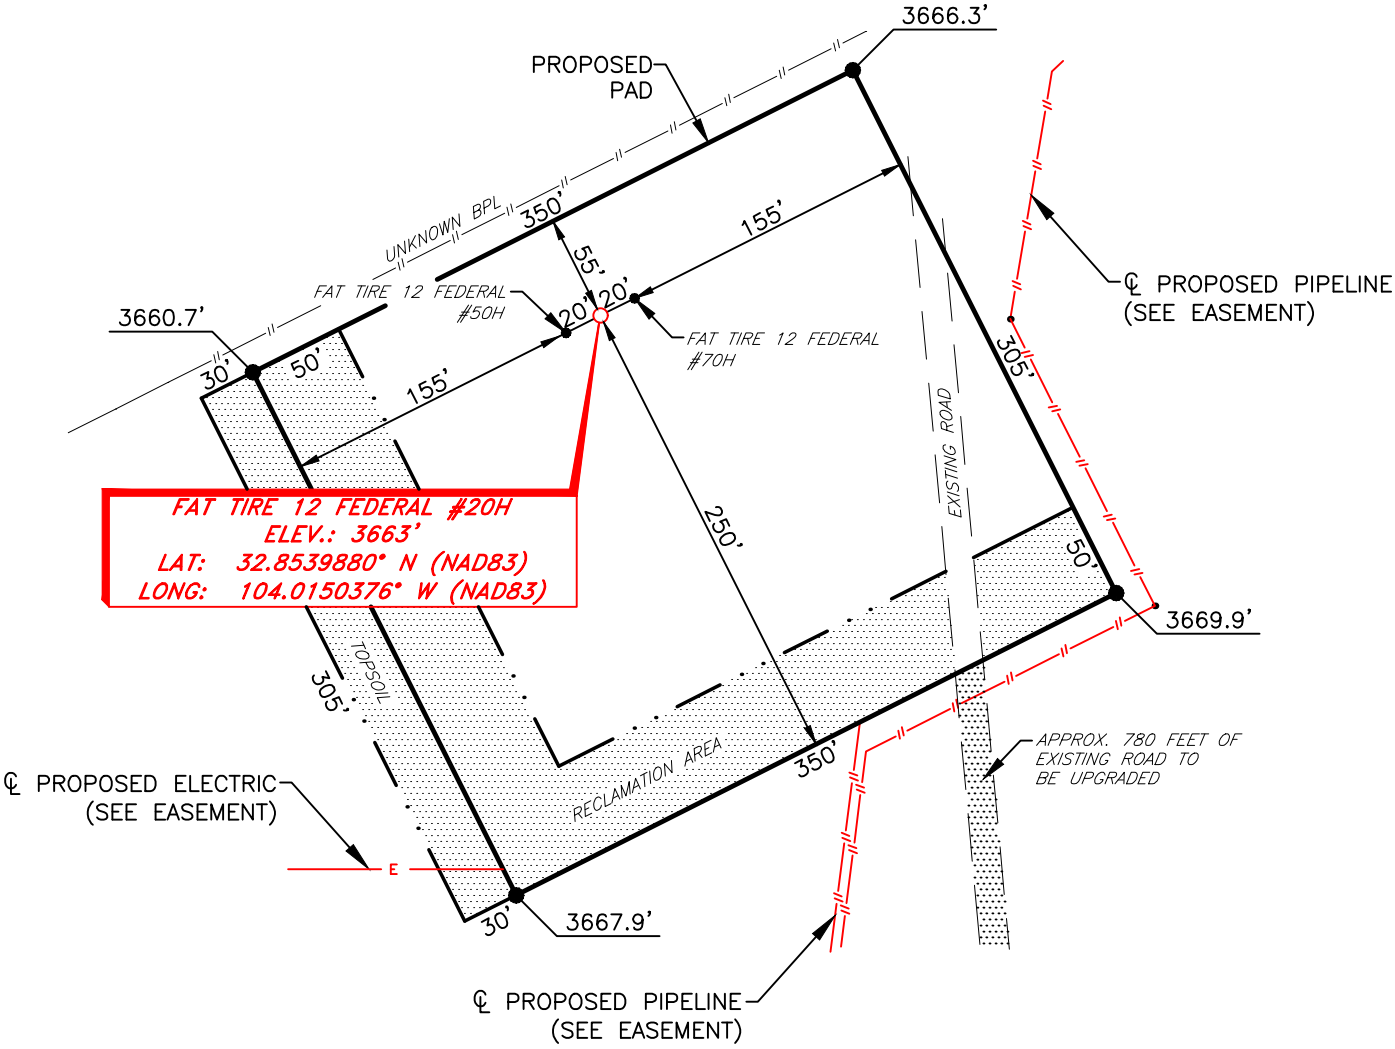 3666.3'
PROPOSED
PAD
UNKNOWN BPL
350'
155'
55'
FAT TIRE 12 FEDERAL
#50H
20'
20'
℄ PROPOSED PIPELINE
(SEE EASEMENT)
3660.7'
FAT TIRE 12 FEDERAL
#70H
305'
30'
50'
155'
EXISTING ROAD
FAT TIRE 12 FEDERAL #20H
ELEV.: 3663'
LAT: 32.8539880° N (NAD83)
LONG: 104.0150376° W (NAD83)
250'
50'
3669.9'
TOPSOIL
305'
RECLAMATION AREA
350'
APPROX. 780 FEET OF
EXISTING ROAD TO
BE UPGRADED
℄ PROPOSED ELECTRIC
(SEE EASEMENT)
E
30'
3667.9'
℄ PROPOSED PIPELINE
(SEE EASEMENT)